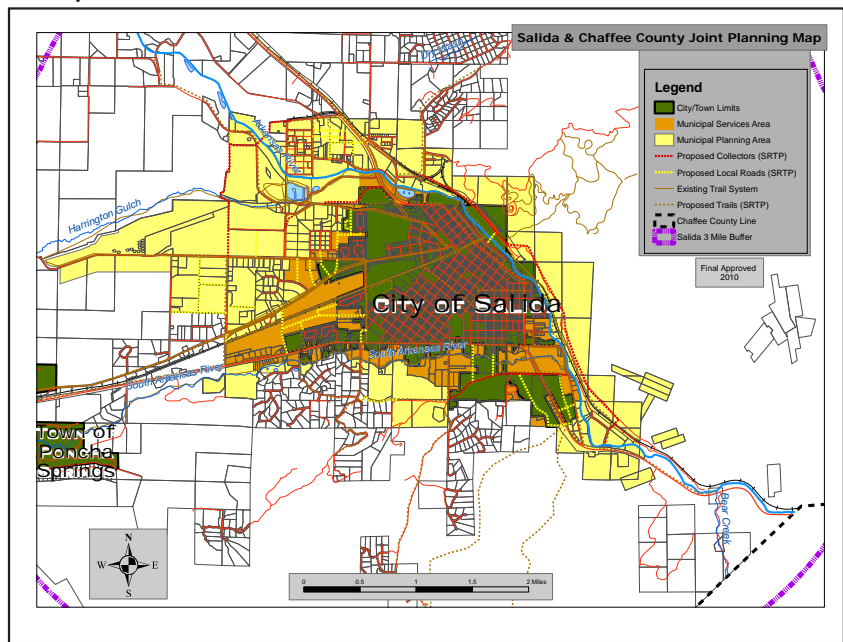 Salida & Chaffee County Joint Planning Map
Legend
City/Town Limits
Municipal Services Area
Municipal Planning Area
Proposed Collectors (SRTP)
Proposed Local Roads (SRTP)
Existing Trail System
Proposed Trails (SRTP)
Chaffee County Line
Salida 3 Mile Buffer
Final Approved
2010
Arkansas River
Harrington Gulch
City of Salida
South Arkansas River
South Arkansas River
Town of
Poncha
Springs
Bear Creek
N
W E
S
0 0.5 1 1.5 2 Miles